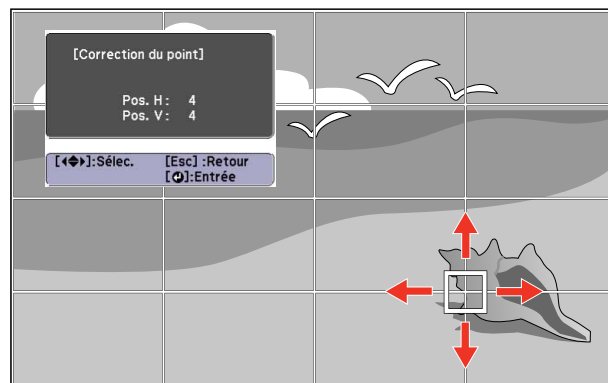 [Correction du point]
Pos. H : 4
Pos. V : 4
[◀◆▶]:Sélec. [Esc] :Retour
[↵]:Entrée